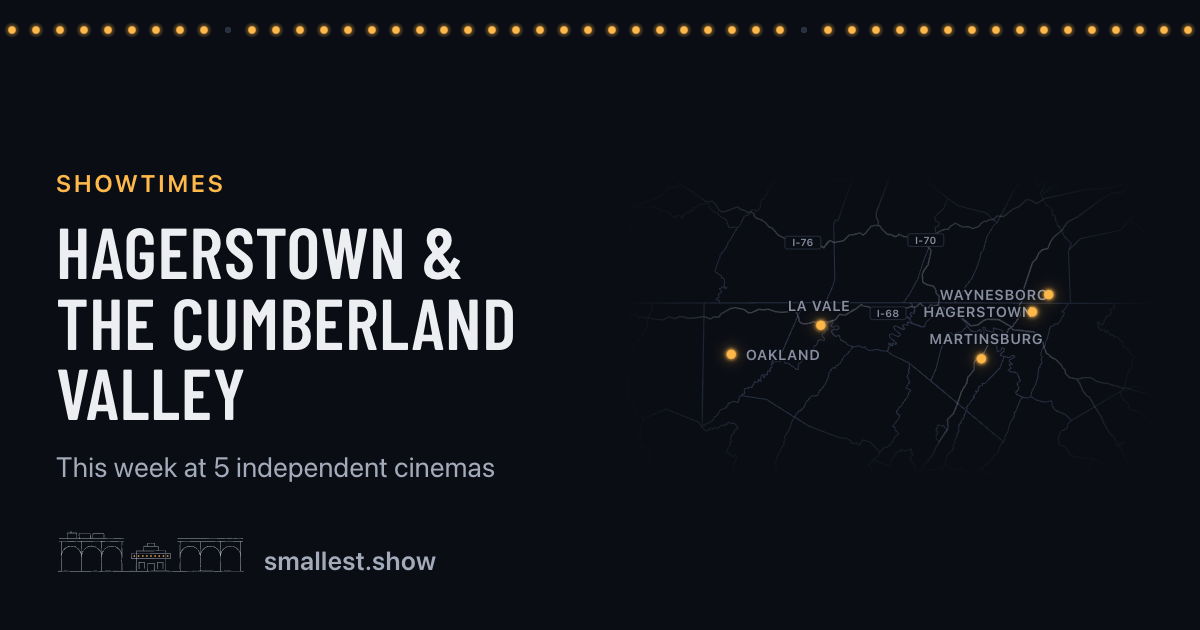 SHOWTIMES
HAGERSTOWN &
THE CUMBERLAND
VALLEY
This week at 5 independent cinemas
smallest.show
I-76
I-70
WAYNESBORO
LA VALE
I-68
HAGERSTOWN
MARTINSBURG
OAKLAND